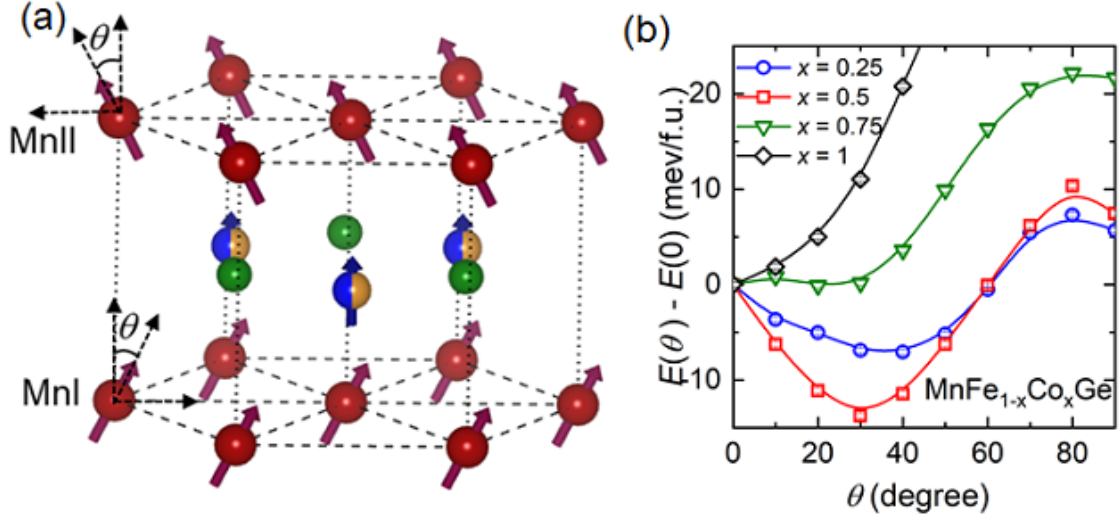 (a)
θ
MnII
θ
MnI
(b)
x = 0.25
x = 0.5
x = 0.75
x = 1
E(θ) - E(0) (mev/f.u.)
20
10
0
-10
MnFe₁₋ₓCoₓGe
0 20 40 60 80
θ (degree)